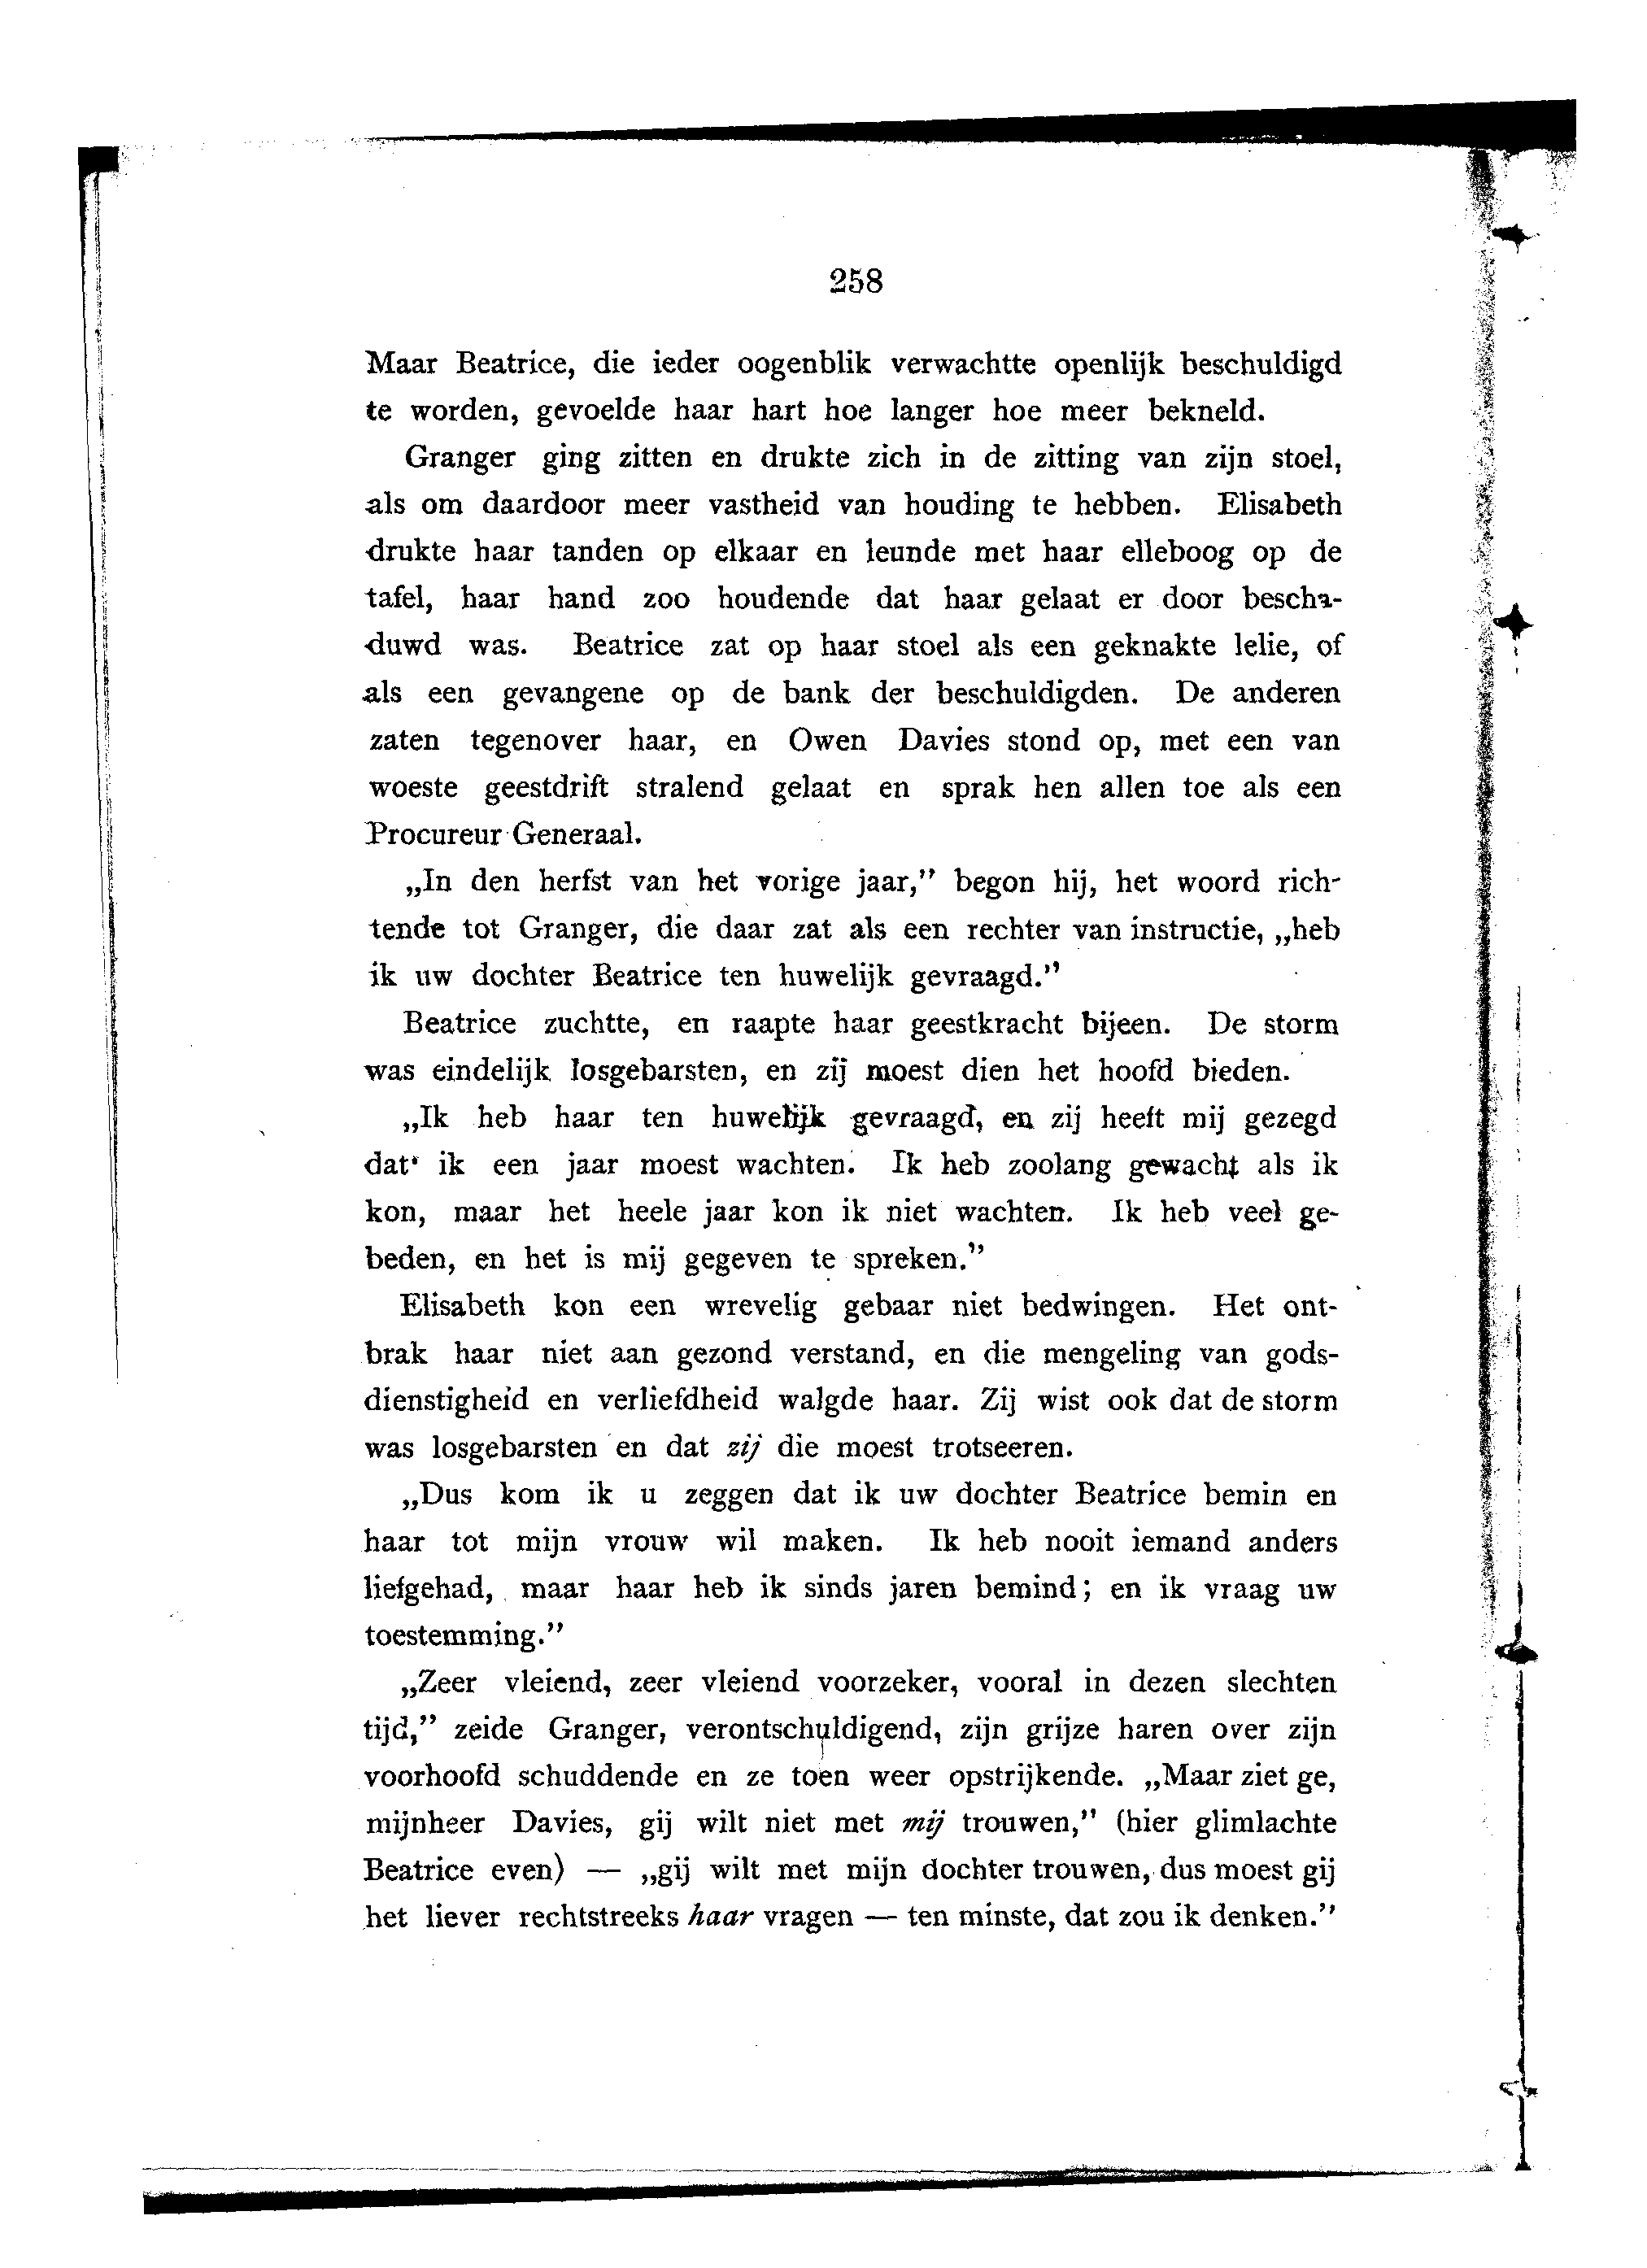 258
Maar Beatrice, die ieder oogenblik verwachtte openlijk beschuldigd
te worden, gevoelde haar hart hoe langer hoe meer bekneld.
Granger ging zitten en drukte zich in de zitting van zijn stoel,
als om daardoor meer vastheid van houding te hebben. Elisabeth
drukte haar tanden op elkaar en leunde met haar elleboog op de
tafel, haar hand zoo houdende dat haar gelaat er door bescha-
duwd was. Beatrice zat op haar stoel als een geknakte lelie, of
als een gevangene op de bank der beschuldigden. De anderen
zaten tegenover haar, en Owen Davies stond op, met een van
woeste geestdrift stralend gelaat en sprak hen allen toe als een
Procureur Generaal.
„In den herfst van het vorige jaar,” begon hij, het woord rich-
tende tot Granger, die daar zat als een rechter van instructie, „heb
ik uw dochter Beatrice ten huwelijk gevraagd.”
Beatrice zuchtte, en raapte haar geestkracht bijeen. De storm
was eindelijk losgebarsten, en zij moest dien het hoofd bieden.
„Ik heb haar ten huwelijk gevraagd, en zij heeft mij gezegd
dat ik een jaar moest wachten. Ik heb zoolang gewacht als ik
kon, maar het heele jaar kon ik niet wachten. Ik heb veel ge-
beden, en het is mij gegeven te spreken.”
Elisabeth kon een wrevelig gebaar niet bedwingen. Het ont-
brak haar niet aan gezond verstand, en die mengeling van gods-
dienstigheid en verliefdheid walgde haar. Zij wist ook dat de storm
was losgebarsten en dat zij die moest trotseeren.
„Dus kom ik u zeggen dat ik uw dochter Beatrice bemin en
haar tot mijn vrouw wil maken. Ik heb nooit iemand anders
liefgehad, maar haar heb ik sinds jaren bemind; en ik vraag uw
toestemming.”
„Zeer vleiend, zeer vleiend voorzeker, vooral in dezen slechten
tijd,” zeide Granger, verontschuldigend, zijn grijze haren over zijn
voorhoofd schuddende en ze toen weer opstrijkende. „Maar ziet ge,
mijnheer Davies, gij wilt niet met mij trouwen,” (hier glimlachte
Beatrice even) — „gij wilt met mijn dochter trouwen, dus moest gij
het liever rechtstreeks haar vragen — ten minste, dat zou ik denken.”